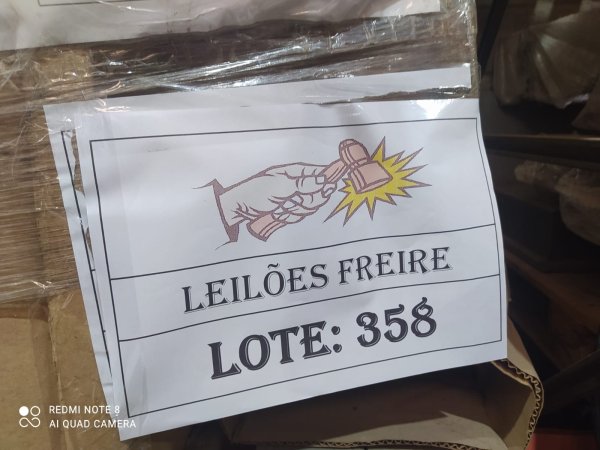 LEILÕES FREIRE
LOTE: 358
REDMI NOTE 8
AI QUAD CAMERA